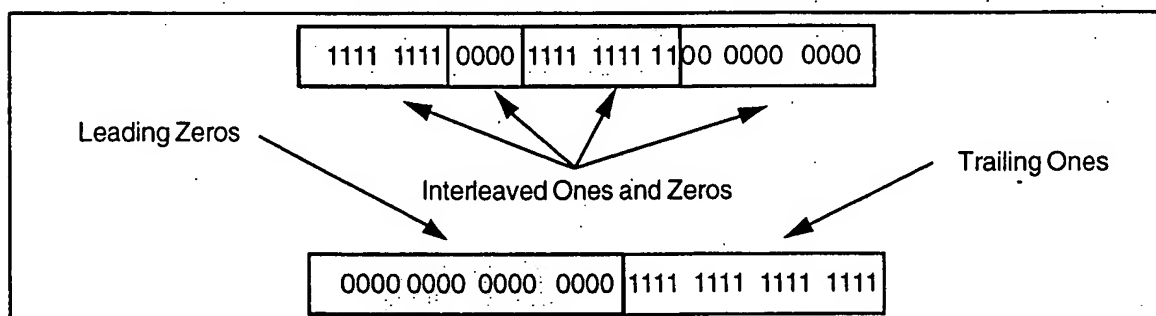 1111 1111 0000 1111 1111 1100 0000 0000
Leading Zeros
Trailing Ones
Interleaved Ones and Zeros
0000 0000 0000 0000 1111 1111 1111 1111